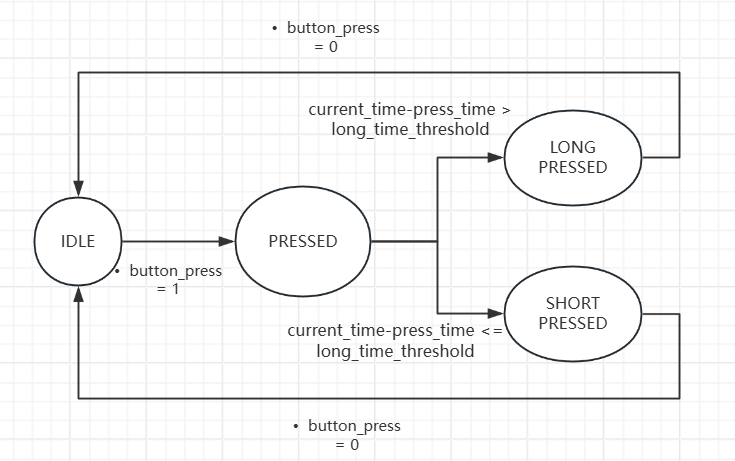 • button_press
= 0
current_time-press_time >
long_time_threshold
LONG
PRESSED
IDLE
PRESSED
• button_press
= 1
SHORT
PRESSED
current_time-press_time <=
long_time_threshold
• button_press
= 0